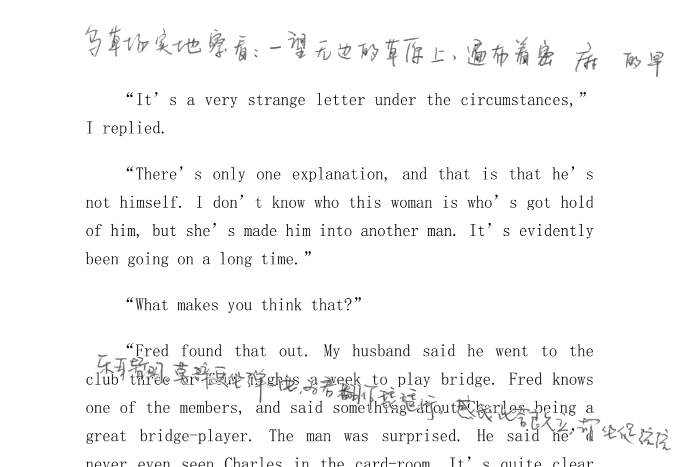 乌草场实地察看：一望无边的草原上，遍布着密 麻 的旱
“It’s a very strange letter under the circumstances,”
I replied.
“There’s only one explanation, and that is that he’s
not himself. I don’t know who this woman is who’s got hold
of him, but she’s made him into another man. It’s evidently
been going on a long time.”
“What makes you think that?”
“Fred found that out. My husband said he went to the
club three or four nights a week to play bridge. Fred knows
one of the members, and said something about Charles being a
great bridge-player. The man was surprised. He said he’
never even seen Charles in the card-room. It’s quite clear